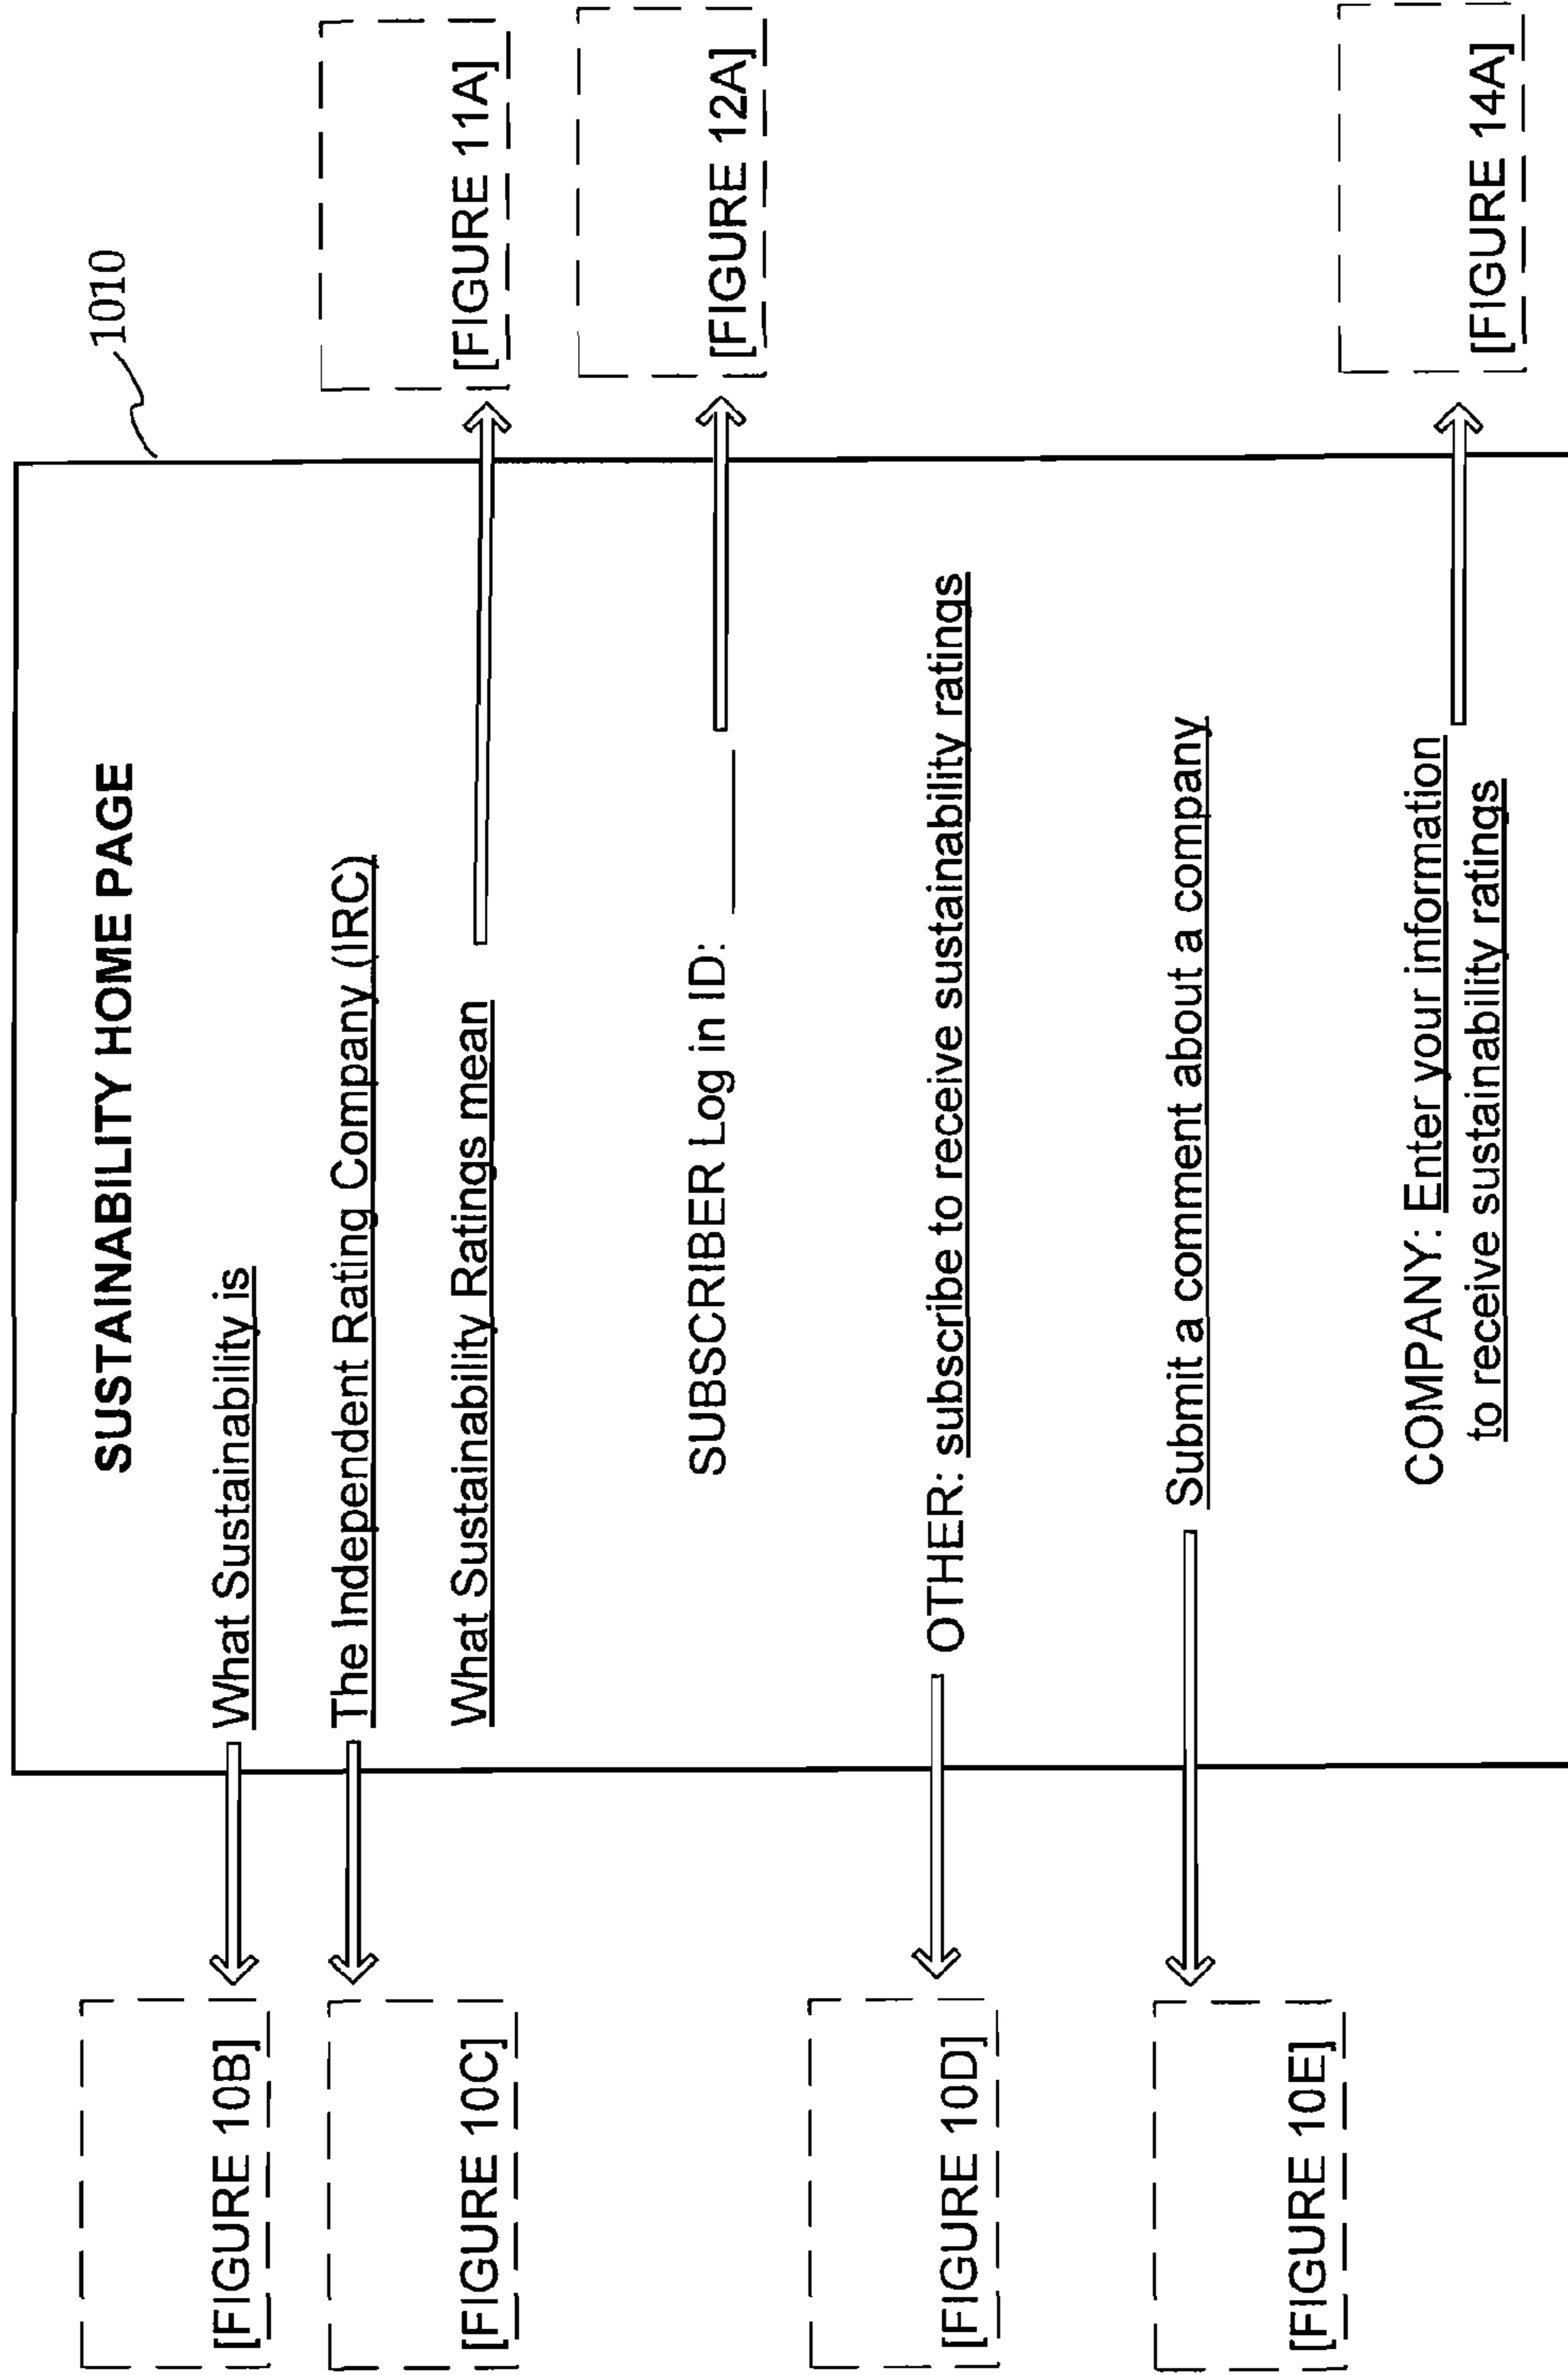 1010
SUSTAINABILITY HOME PAGE
What Sustainability is
[FIGURE 10B]
The Independent Rating Company (IRC)
[FIGURE 10C]
What Sustainability Ratings mean
[FIGURE 11A]
SUBSCRIBER Log in ID:
[FIGURE 12A]
OTHER: subscribe to receive sustainability ratings
[FIGURE 10D]
Submit a comment about a company
[FIGURE 10E]
COMPANY: Enter your information
to receive sustainability ratings
[FIGURE 14A]